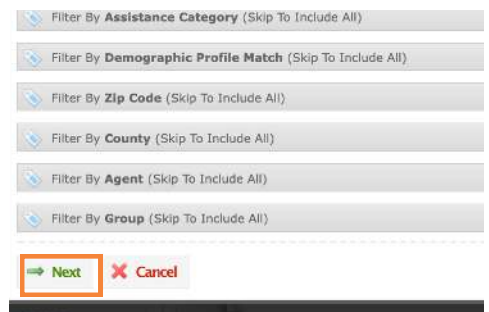 Filter By Assistance Category (Skip To Include All)
Filter By Demographic Profile Match (Skip To Include All)
Filter By Zip Code (Skip To Include All)
Filter By County (Skip To Include All)
Filter By Agent (Skip To Include All)
Filter By Group (Skip To Include All)
Next Cancel